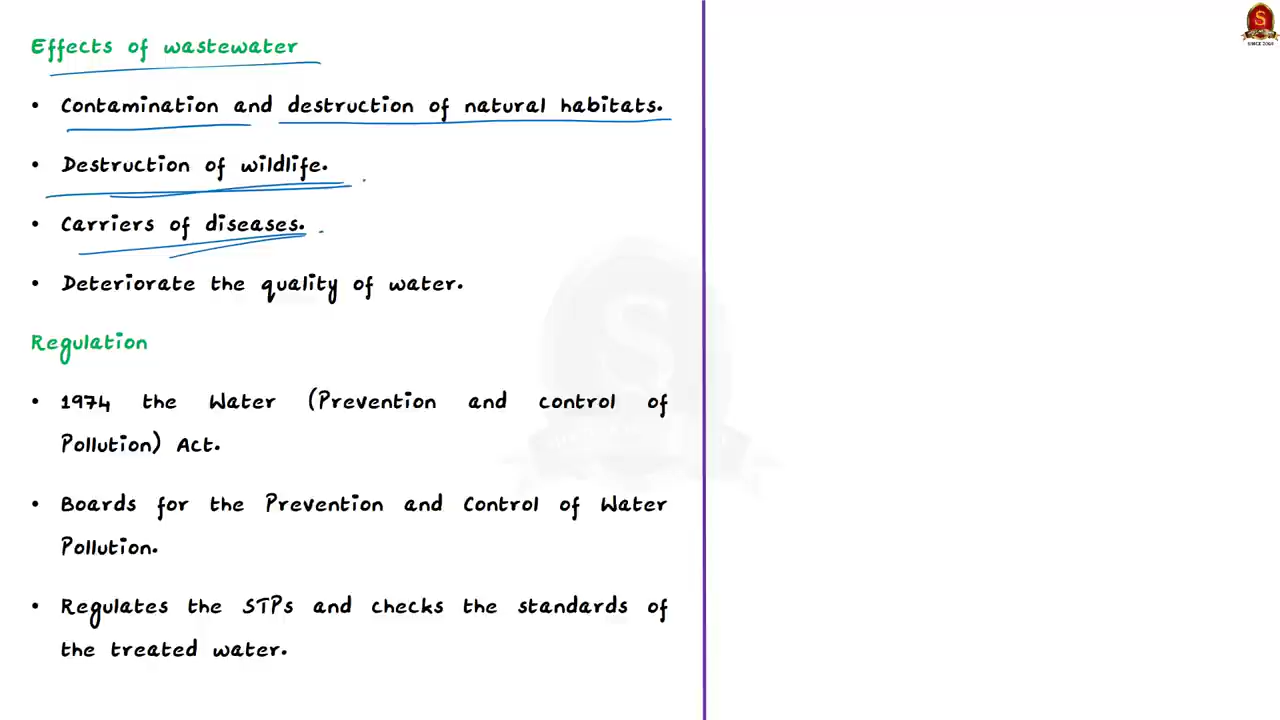 Effects of wastewater
• Contamination and destruction of natural habitats.
• Destruction of wildlife.
• Carriers of diseases.
• Deteriorate the quality of water.
Regulation
• 1974 the Water (Prevention and control of
Pollution) Act.
• Boards for the Prevention and Control of Water
Pollution.
• Regulates the STPs and checks the standards of
the treated water.
S
SINCE 2004
S